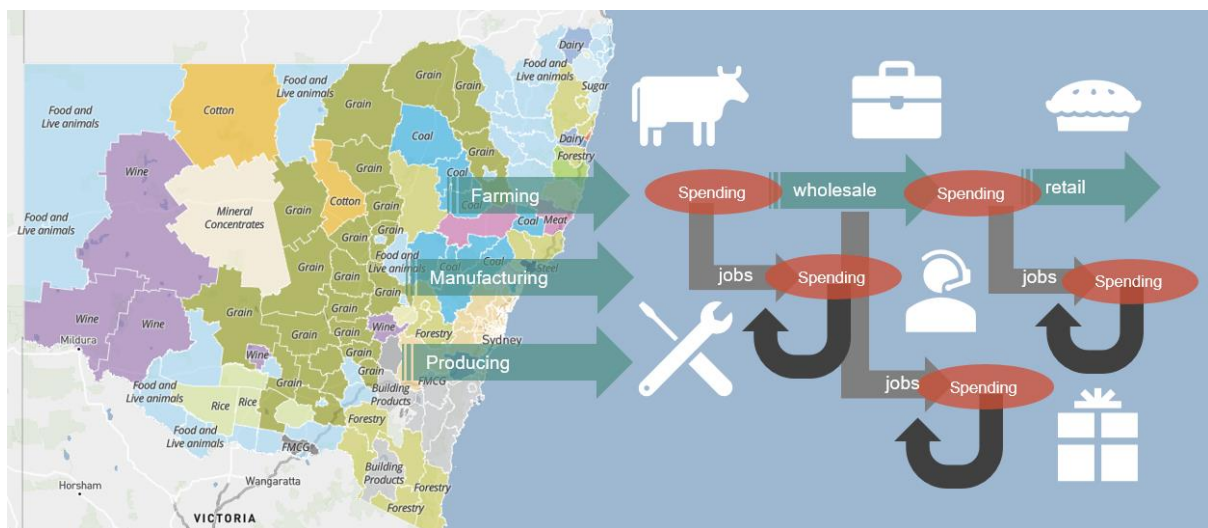 Dairy
Sugar
Food and
Live animals
Grain
Grain
Food and
Live animals
Grain
Cotton
Food and
Live animals
Coal
Dairy
Forestry
Grain
Wine
Grain
Coal
Farming
Spending
wholesale
Spending
retail
Cotton
Mineral
Concentrates
Grain
Food and
Live animals
Grain
Coal
Coal
Meat
Grain
Food and
Live animals
Coal
Coal
Steel
Manufacturing
jobs
Spending
jobs
Spending
Grain
Grain
Wine
Wine
Grain
Grain
Wine
Forestry
Sydney
Mildura
Wine
Grain
Grain
Producing
FMCG
Food and
Live animals
Rice
Rice
Grain
Building
Products
jobs
Spending
Food and
Live animals
Forestry
FMCG
Building
Products
Forestry
Forestry
Horsham
Wangaratta
VICTORIA